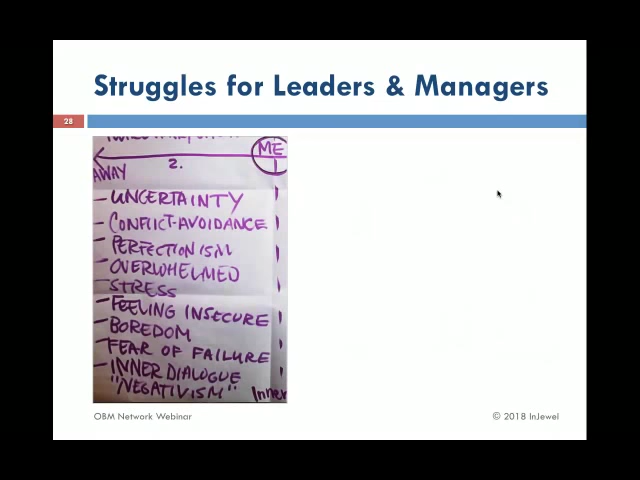 Struggles for Leaders & Managers
28
ME
2.
AWAY
- UNCERTAINTY
- CONFLICT-AVOIDANCE
- PERFECTIONISM
- OVERWHELMED
- STRESS
- FEELING INSECURE
- BOREDOM
- FEAR OF FAILURE
- INNER DIALOGUE
"NEGATIVISM"
Inner
OBM Network Webinar
© 2018 InJewel